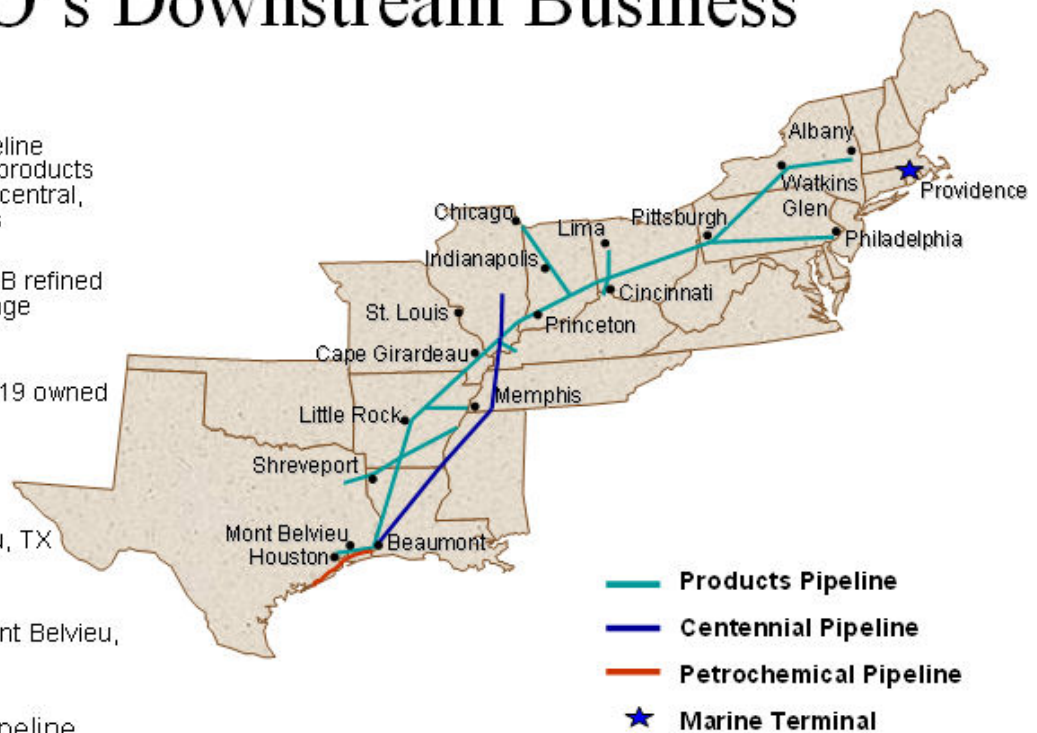 O's Downstream Business
eline
products
central,
B refined
ge
19 owned
, TX
nt Belvieu,
peline
Albany
Watkins
Glen
Providence
Chicago
Lima
Pittsburgh
Philadelphia
Indianapolis
Cincinnati
St. Louis
Princeton
Cape Girardeau
Memphis
Little Rock
Shreveport
Mont Belvieu
Houston
Beaumont
Products Pipeline
Centennial Pipeline
Petrochemical Pipeline
Marine Terminal